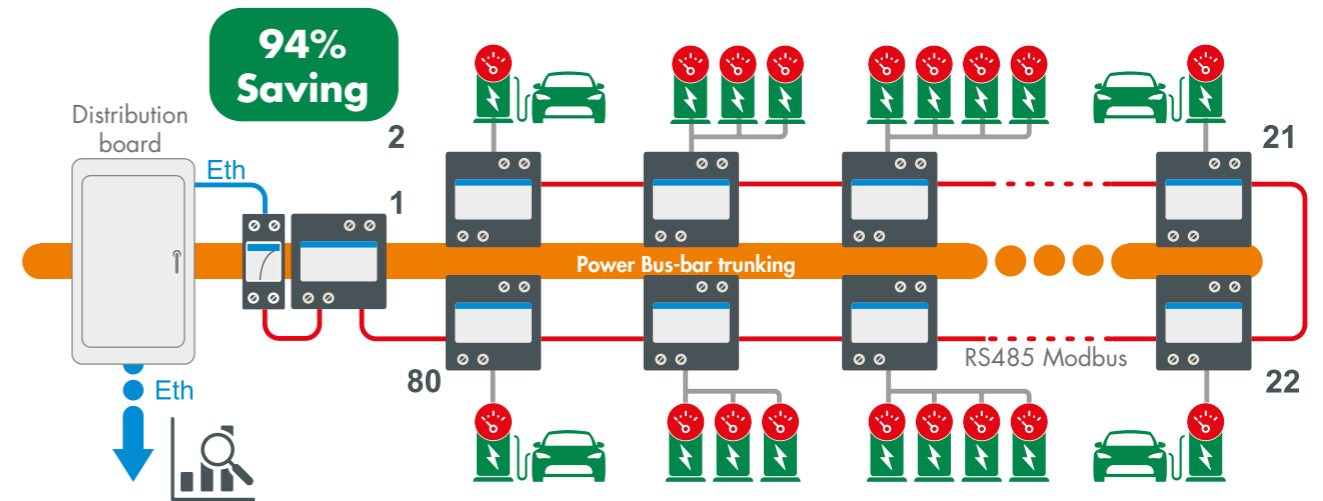 94%
Saving
Distribution
board
Eth
2
1
21
Power Bus-bar trunking
RS485 Modbus
80
22
Eth